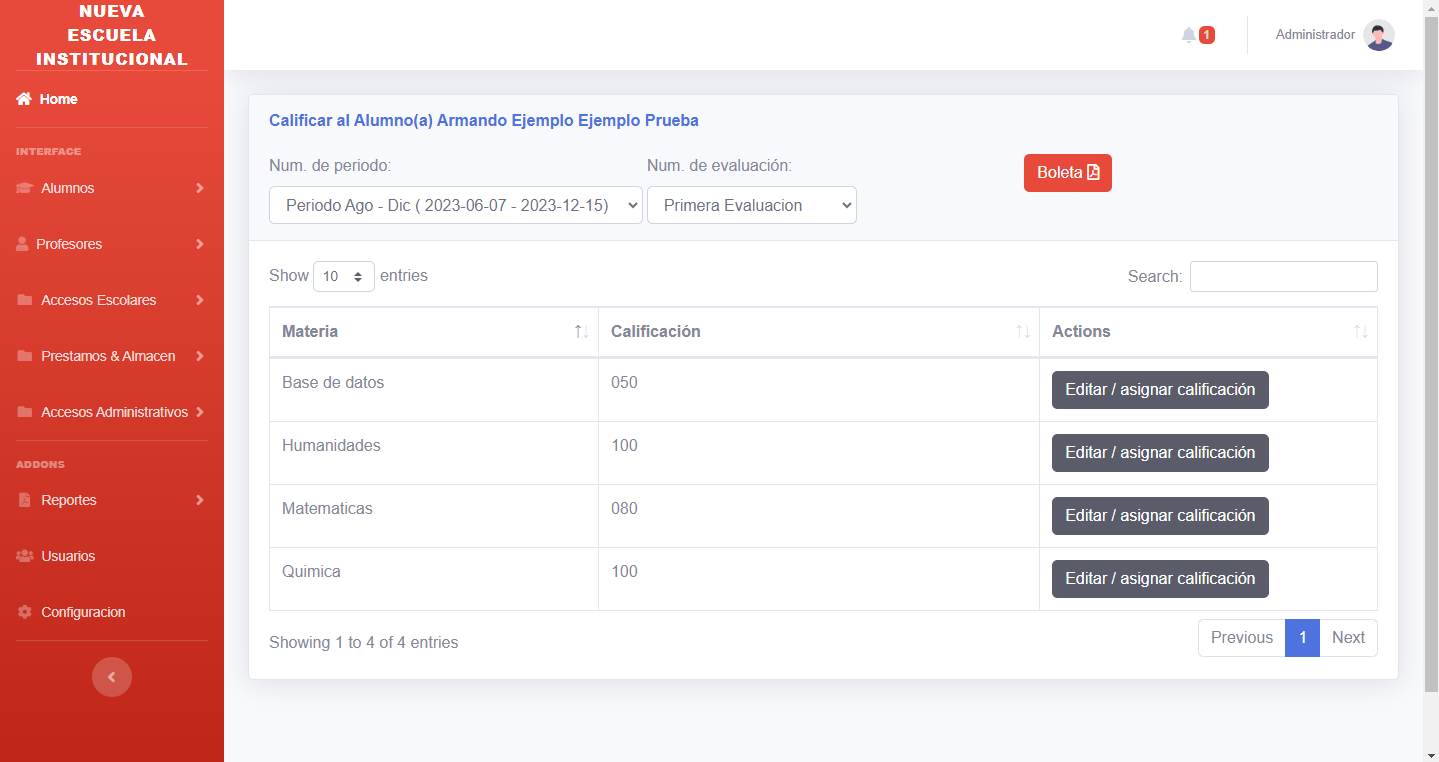 NUEVA
ESCUELA
INSTITUCIONAL
Home
INTERFACE
Alumnos
Profesores
Accesos Escolares
Prestamos & Almacen
Accesos Administrativos
ADDONS
Reportes
Usuarios
Configuracion
1
Administrador
Calificar al Alumno(a) Armando Ejemplo Ejemplo Prueba
Num. de periodo: Num. de evaluación:
Boleta
Periodo Ago - Dic ( 2023-06-07 - 2023-12-15) Primera Evaluacion
Show 10 entries Search:
Materia Calificación Actions
Base de datos 050 Editar / asignar calificación
Humanidades 100 Editar / asignar calificación
Matematicas 080 Editar / asignar calificación
Quimica 100 Editar / asignar calificación
Showing 1 to 4 of 4 entries Previous 1 Next